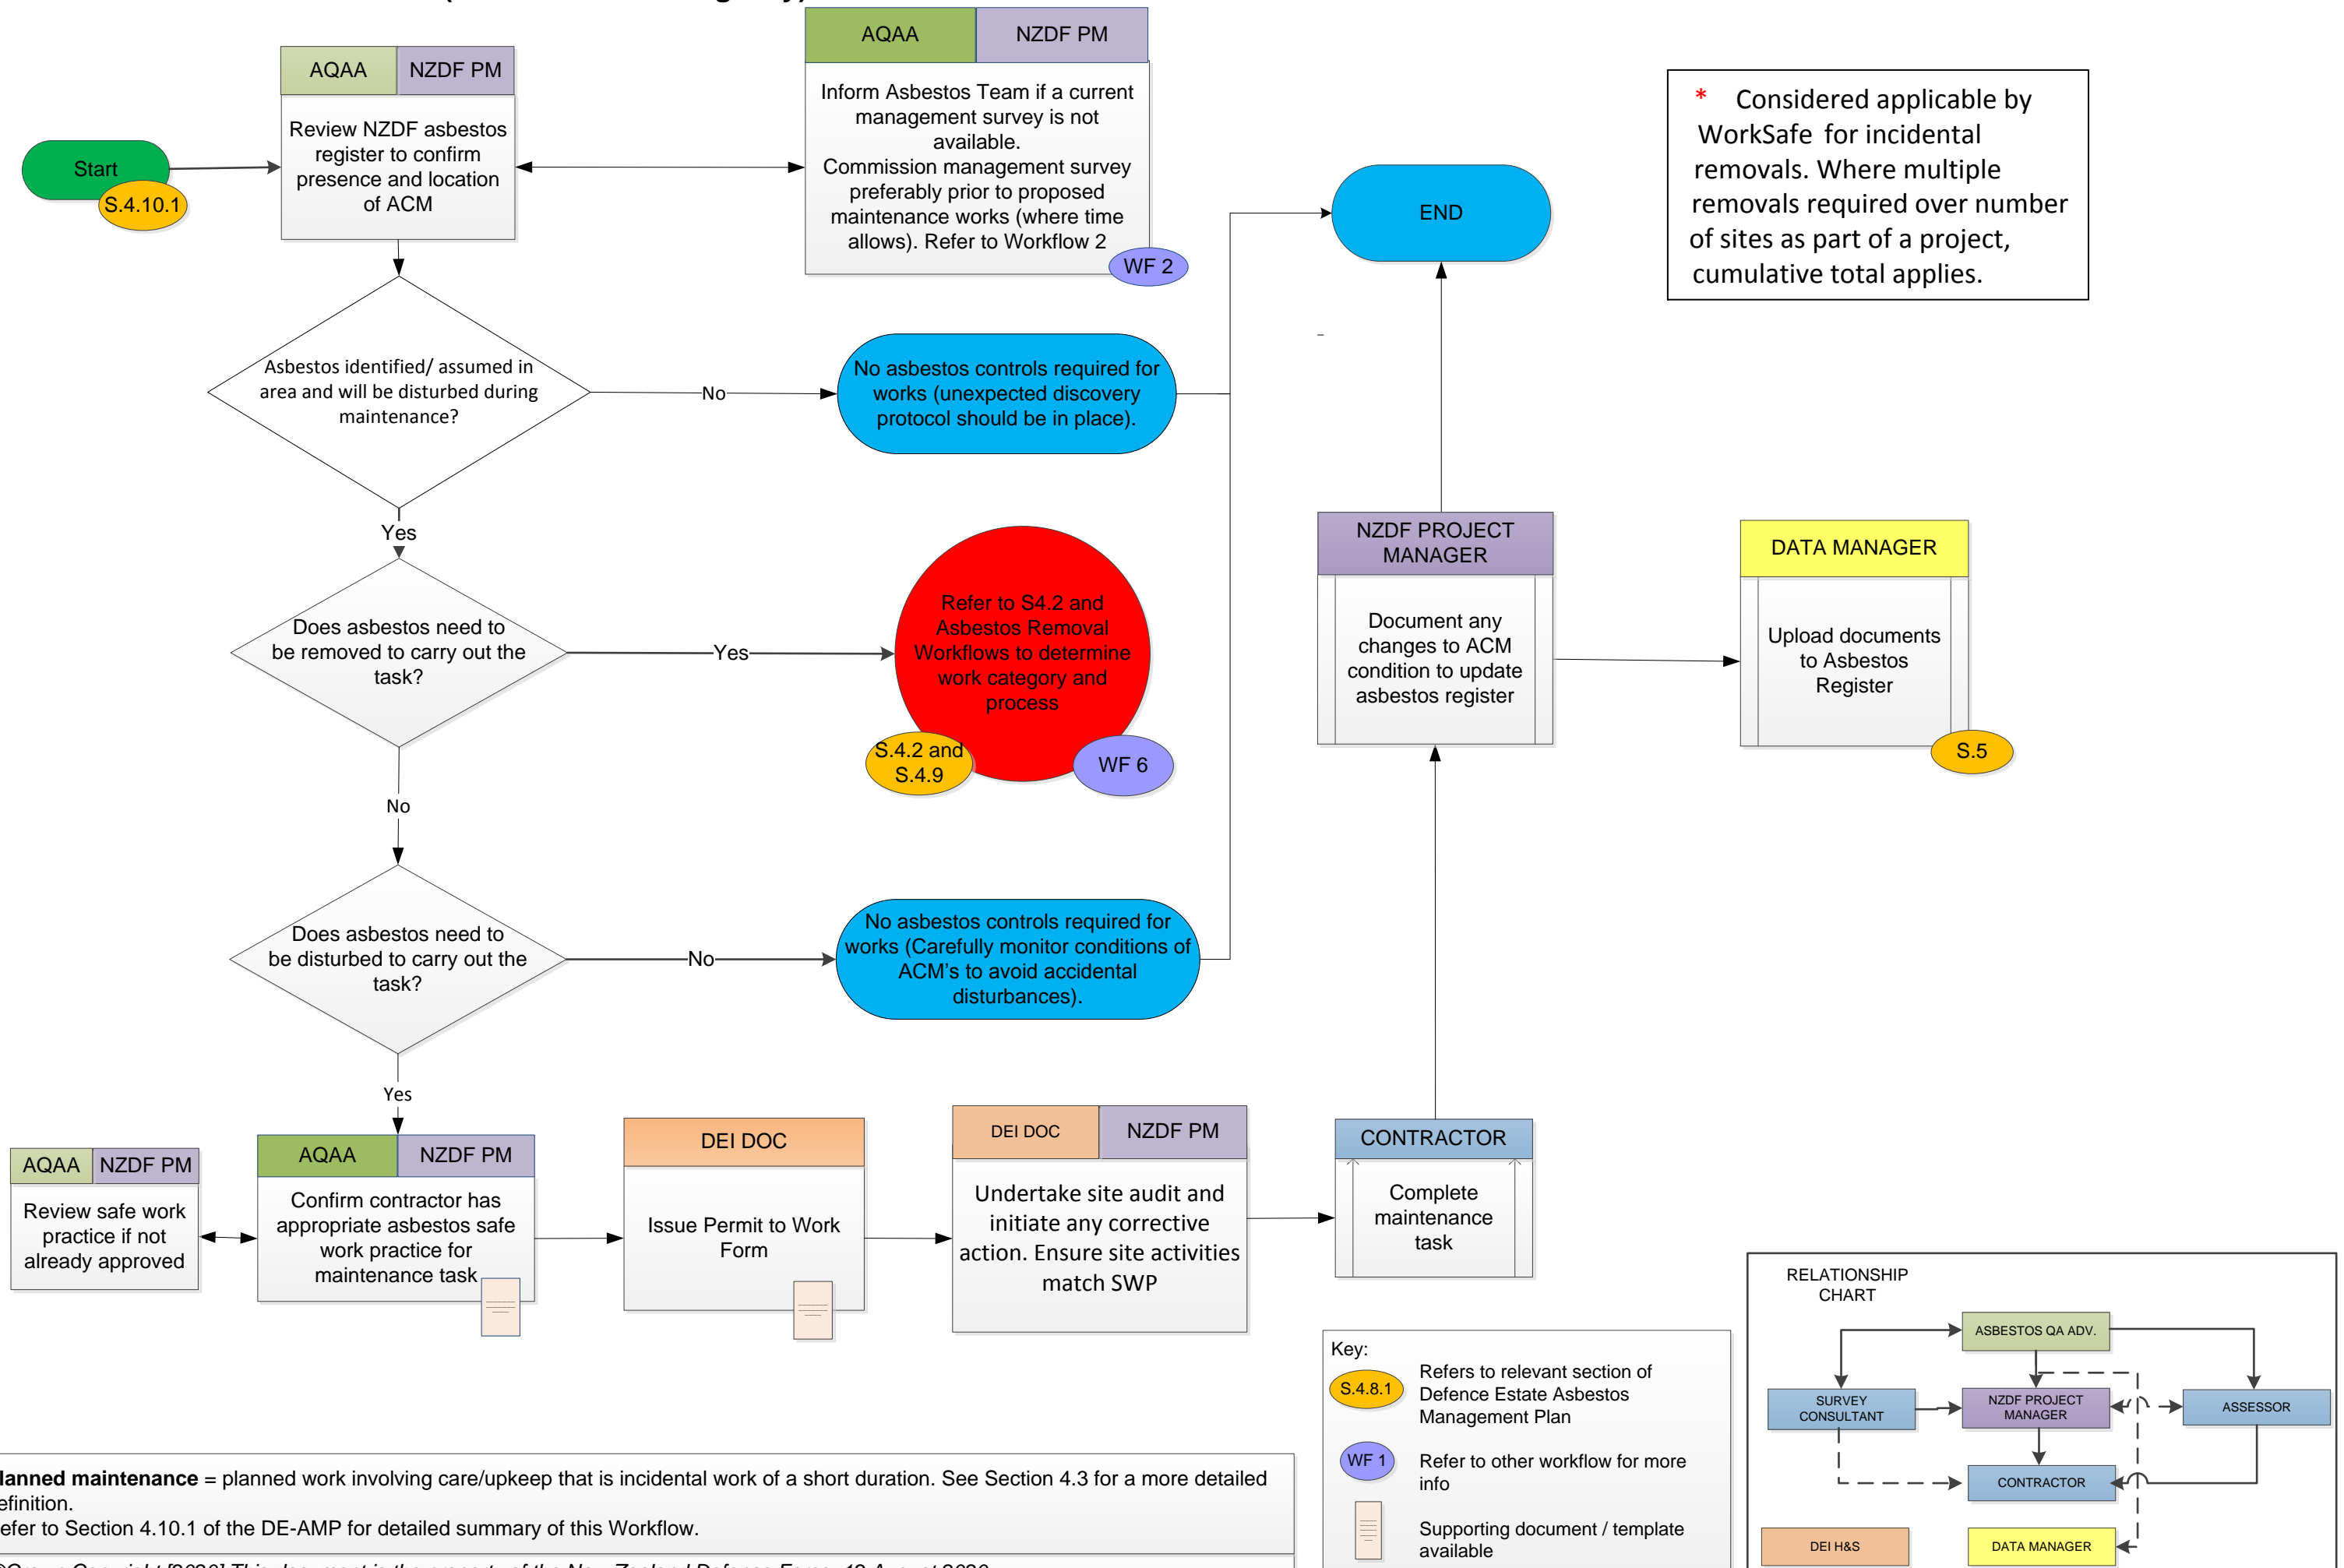 AQAA
NZDF PM
Inform Asbestos Team if a current
management survey is not
available.
Commission management survey
preferably prior to proposed
maintenance works (where time
allows). Refer to Workflow 2
WF 2
AQAA
NZDF PM
Review NZDF asbestos
register to confirm
presence and location
of ACM
Start
S.4.10.1
END
* Considered applicable by
WorkSafe for incidental
removals. Where multiple
removals required over number
of sites as part of a project,
cumulative total applies.
Asbestos identified/ assumed in
area and will be disturbed during
maintenance?
No
No asbestos controls required for
works (unexpected discovery
protocol should be in place).
Yes
Does asbestos need to
be removed to carry out the
task?
Yes
Refer to S4.2 and
Asbestos Removal
Workflows to determine
work category and
process
S.4.2 and
S.4.9
WF 6
NZDF PROJECT
MANAGER
Document any
changes to ACM
condition to update
asbestos register
DATA MANAGER
Upload documents
to Asbestos
Register
S.5
No
Does asbestos need to
be disturbed to carry out the
task?
No
No asbestos controls required for
works (Carefully monitor conditions of
ACM's to avoid accidental
disturbances).
Yes
AQAA
NZDF PM
Review safe work
practice if not
already approved
AQAA
NZDF PM
Confirm contractor has
appropriate asbestos safe
work practice for
maintenance task
DEI DOC
Issue Permit to Work
Form
DEI DOC
NZDF PM
Undertake site audit and
initiate any corrective
action. Ensure site activities
match SWP
CONTRACTOR
Complete
maintenance
task
Key:
S.4.8.1
Refers to relevant section of
Defence Estate Asbestos
Management Plan
WF 1
Refer to other workflow for more
info
Supporting document / template
available
RELATIONSHIP
CHART
ASBESTOS QA ADV.
SURVEY
CONSULTANT
NZDF PROJECT
MANAGER
ASSESSOR
CONTRACTOR
DEI H&S
DATA MANAGER
lanned maintenance = planned work involving care/upkeep that is incidental work of a short duration. See Section 4.3 for a more detailed
efinition.
efer to Section 4.10.1 of the DE-AMP for detailed summary of this Workflow.